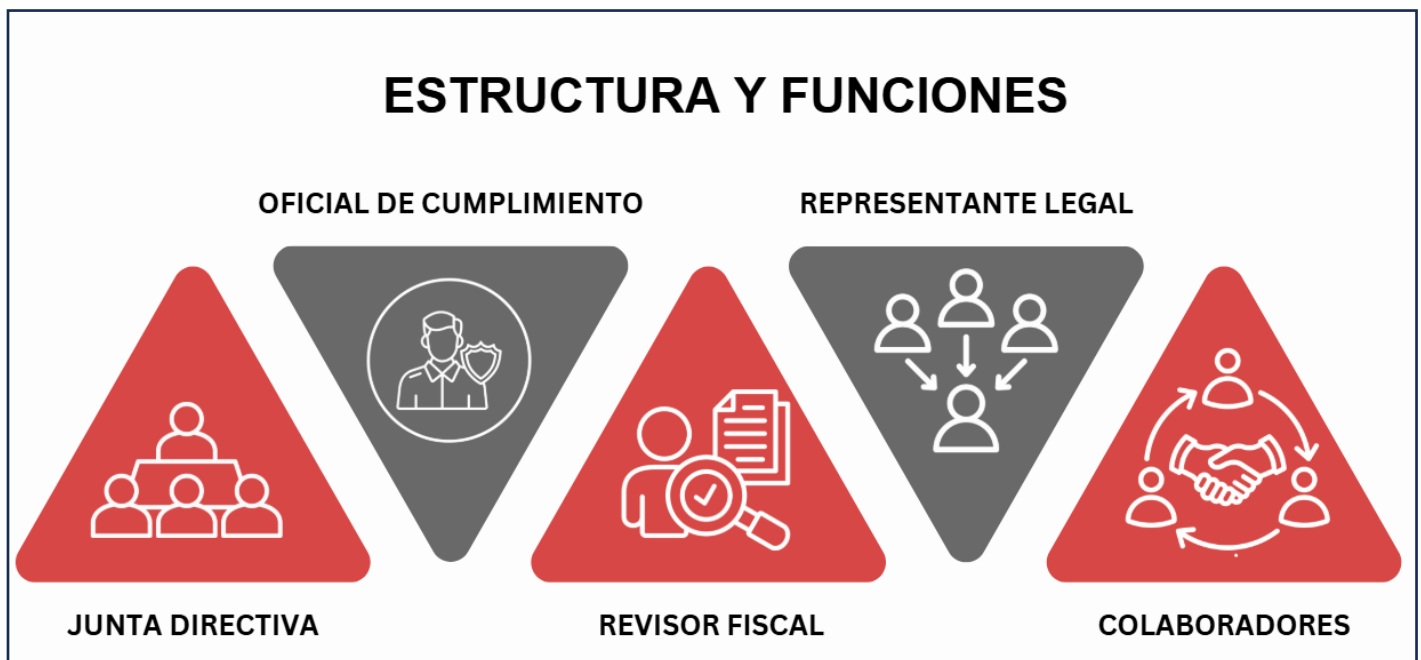 ESTRUCTURA Y FUNCIONES
OFICIAL DE CUMPLIMIENTO
REPRESENTANTE LEGAL
JUNTA DIRECTIVA
REVISOR FISCAL
COLABORADORES